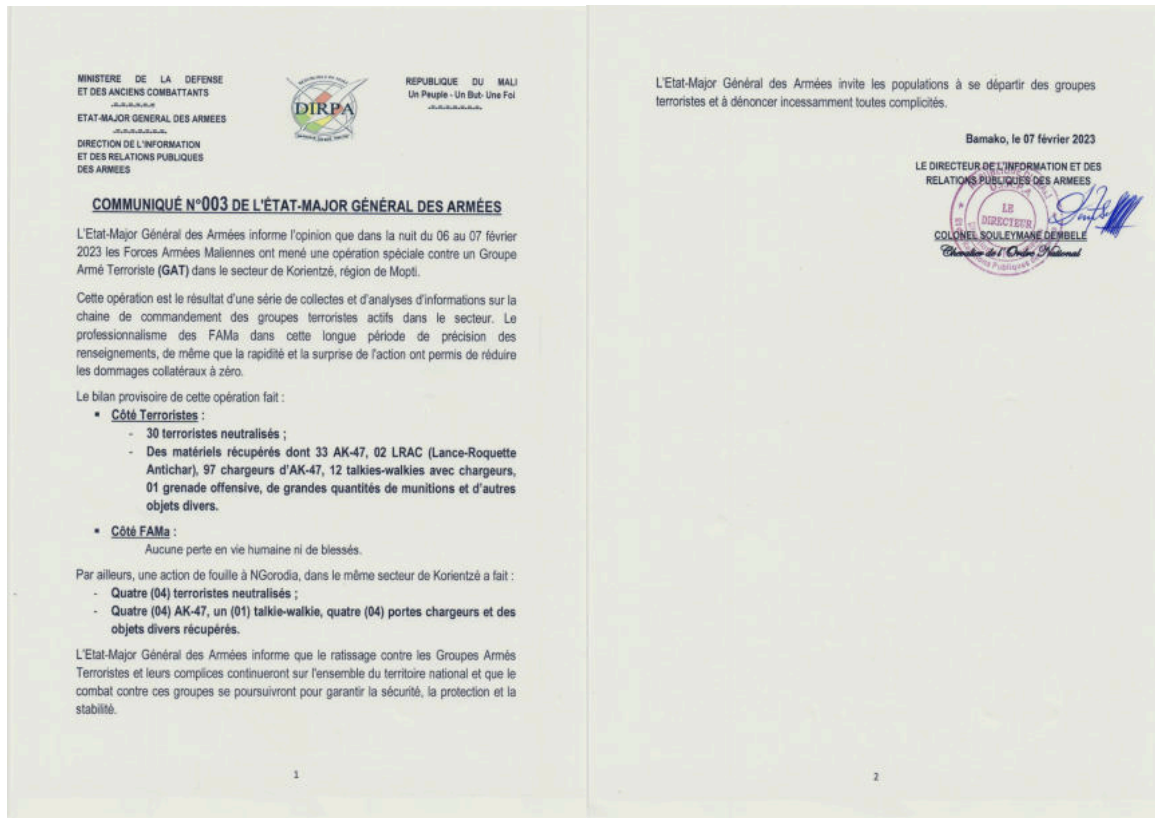 MINISTERE DE LA DEFENSE
ET DES ANCIENS COMBATTANTS
-=-=-=-=-=-=-
ETAT-MAJOR GENERAL DES ARMEES
-=-=-=-=-=-=-=-
DIRECTION DE L'INFORMATION
ET DES RELATIONS PUBLIQUES
DES ARMEES
DIRPA
REPUBLIQUE DU MALI
Un Peuple - Un But- Une Foi
-=-=-=-=-=-=-=-
COMMUNIQUÉ N°003 DE L'ÉTAT-MAJOR GÉNÉRAL DES ARMÉES
L'Etat-Major Général des Armées informe l'opinion que dans la nuit du 06 au 07 février
2023 les Forces Armées Maliennes ont mené une opération spéciale contre un Groupe
Armé Terroriste (GAT) dans le secteur de Korientzé, région de Mopti.
Cette opération est le résultat d'une série de collectes et d'analyses d'informations sur la
chaine de commandement des groupes terroristes actifs dans le secteur. Le
professionnalisme des FAMa dans cette longue période de précision des
renseignements, de même que la rapidité et la surprise de l'action ont permis de réduire
les dommages collatéraux à zéro.
Le bilan provisoire de cette opération fait :
▪ Côté Terroristes :
- 30 terroristes neutralisés ;
- Des matériels récupérés dont 33 AK-47, 02 LRAC (Lance-Roquette
Antichar), 97 chargeurs d'AK-47, 12 talkies-walkies avec chargeurs,
01 grenade offensive, de grandes quantités de munitions et d'autres
objets divers.
▪ Côté FAMa :
Aucune perte en vie humaine ni de blessés.
Par ailleurs, une action de fouille à NGorodia, dans le même secteur de Korientzé a fait :
- Quatre (04) terroristes neutralisés ;
- Quatre (04) AK-47, un (01) talkie-walkie, quatre (04) portes chargeurs et des
objets divers récupérés.
L'Etat-Major Général des Armées informe que le ratissage contre les Groupes Armés
Terroristes et leurs complices continueront sur l'ensemble du territoire national et que le
combat contre ces groupes se poursuivront pour garantir la sécurité, la protection et la
stabilité.
1
L'Etat-Major Général des Armées invite les populations à se départir des groupes
terroristes et à dénoncer incessamment toutes complicités.
Bamako, le 07 février 2023
LE DIRECTEUR DE L'INFORMATION ET DES
RELATIONS PUBLIQUES DES ARMEES
LE
DIRECTEUR
COLONEL SOULEYMANE DEMBELE
Chevalier de l'Ordre National
2